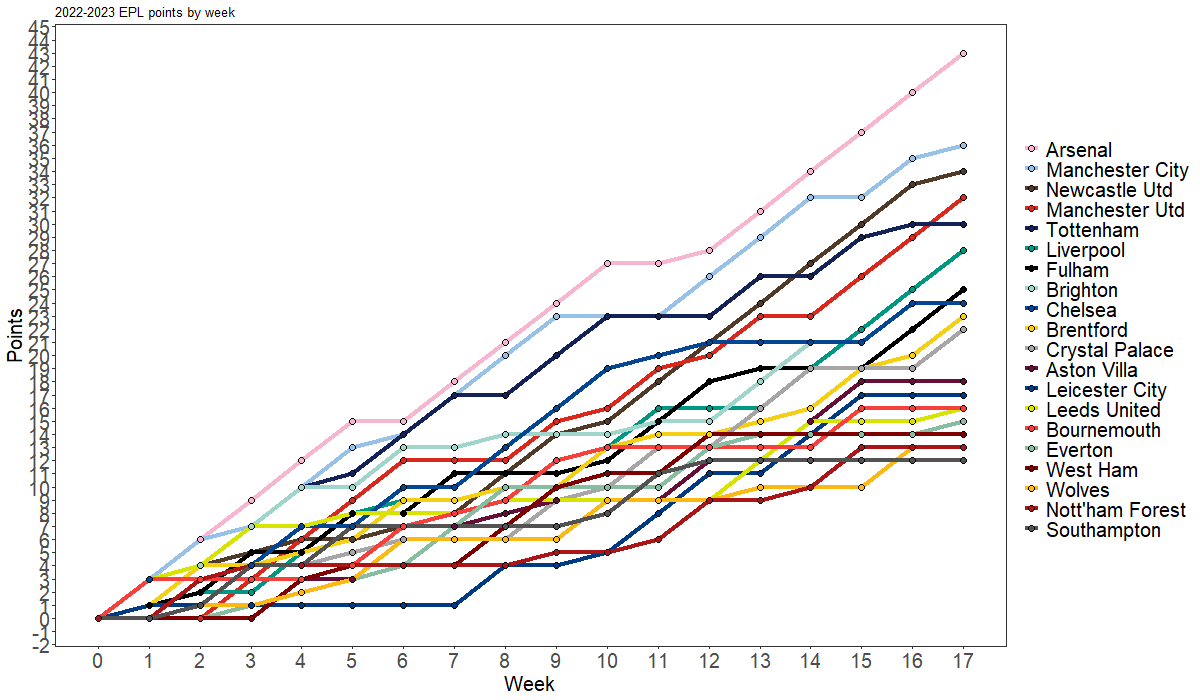 2022-2023 EPL points by week
45
44
43
42
41
40
39
38
37
36
35
34
33
32
31
30
29
28
27
26
25
24
23
22
21
20
19
18
17
16
15
14
13
12
11
10
9
8
7
6
5
4
3
2
1
0
-1
-2
Points
0 1 2 3 4 5 6 7 8 9 10 11 12 13 14 15 16 17
Week
Arsenal
Manchester City
Newcastle Utd
Manchester Utd
Tottenham
Liverpool
Fulham
Brighton
Chelsea
Brentford
Crystal Palace
Aston Villa
Leicester City
Leeds United
Bournemouth
Everton
West Ham
Wolves
Nott'ham Forest
Southampton